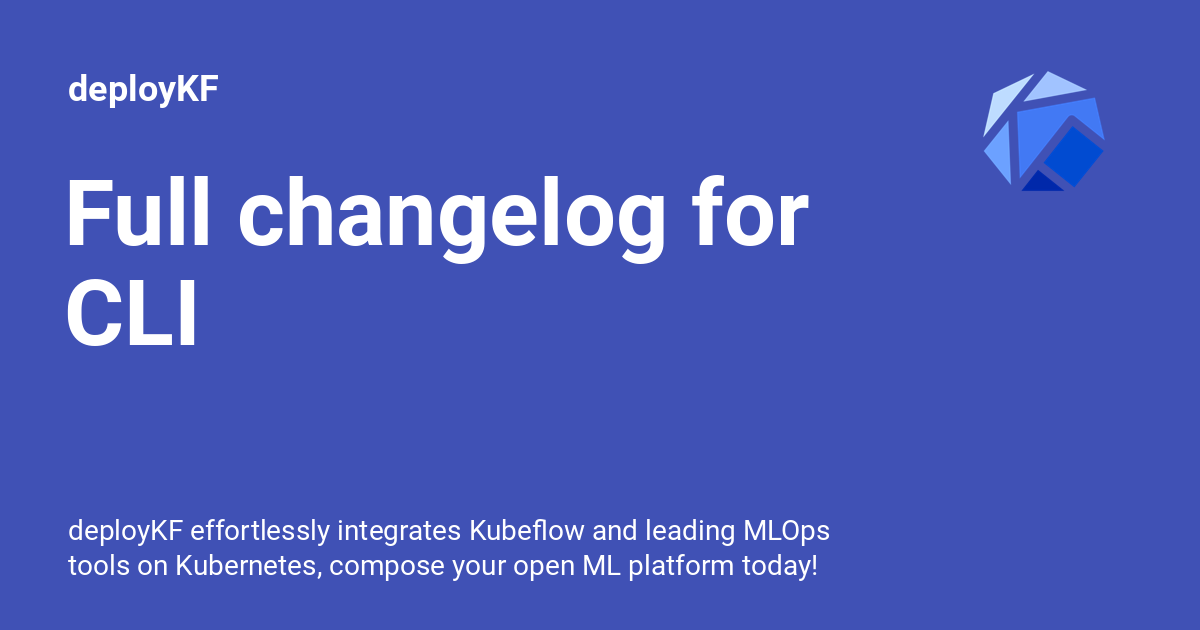 deployKF
Full changelog for
CLI
deployKF effortlessly integrates Kubeflow and leading MLOps
tools on Kubernetes, compose your open ML platform today!